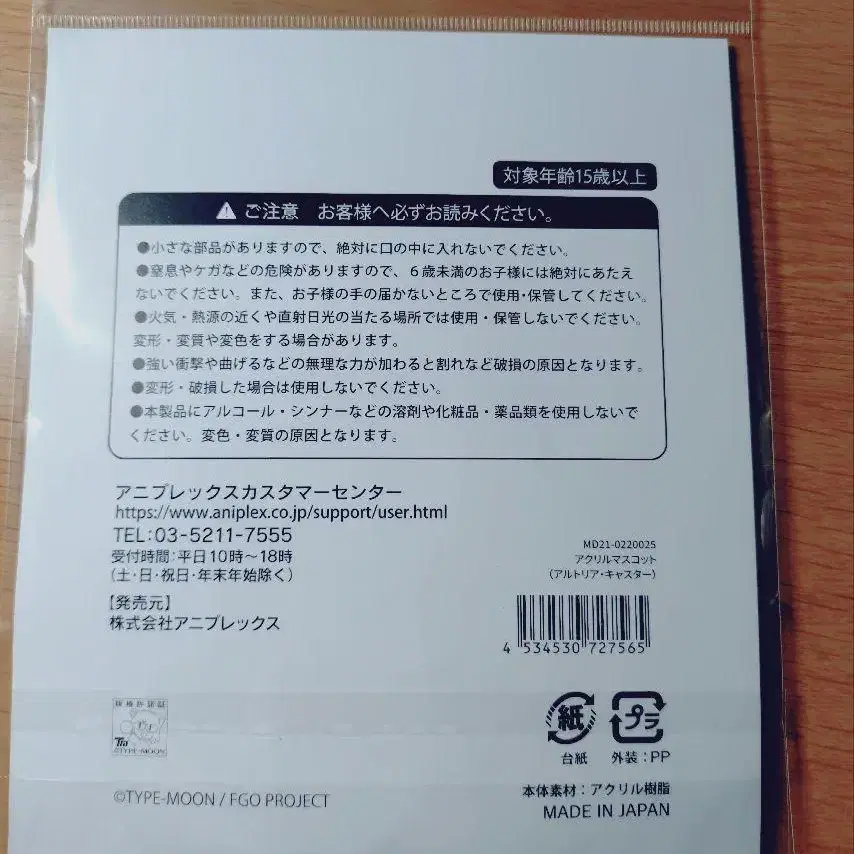 対象年齢15歳以上
ご注意 お客様へ必ずお読みください。
●小さな部品がありますので、絶対に口の中に入れないでください。
●窒息やケガなどの危険がありますので、6歳未満のお子様には絶対にあたえ
ないでください。また、お子様の手の届かないところで使用・保管してください。
●火気・熱源の近くや直射日光の当たる場所では使用・保管しないでください。
変形・変質や変色をする場合があります。
●強い衝撃や曲げるなどの無理な力が加わると割れなど破損の原因となります。
●変形・破損した場合は使用しないでください。
●本製品にアルコール・シンナーなどの溶剤や化粧品・薬品類を使用しないで
ください。変色・変質の原因となります。
アニプレックスカスタマーセンター
https://www.aniplex.co.jp/support/user.html
TEL:03-5211-7555
受付時間:平日10時〜18時
(土・日・祝日・年末年始除く)
【発売元】
株式会社アニプレックス
MD21-0220025
アクリルマスコット
(アルトリア・キャスター)
4 534530 727565
紙
台紙
プラ
外装:PP
版権許諾証
©TYPE-MOON
©TYPE-MOON / FGO PROJECT
本体素材:アクリル樹脂
MADE IN JAPAN